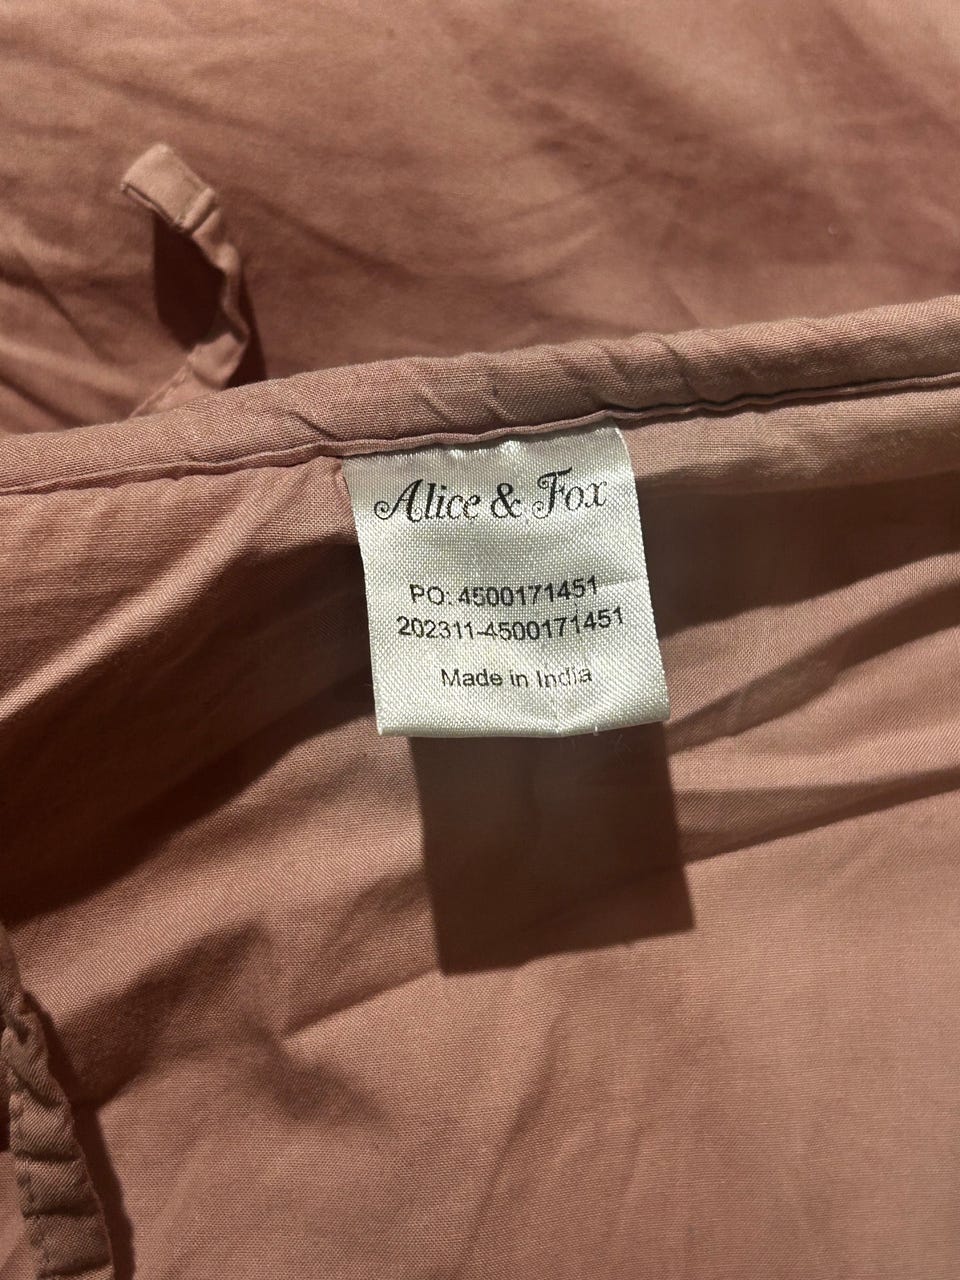 Alice & Fox
PO: 4500171451
202311-4500171451
Made in India